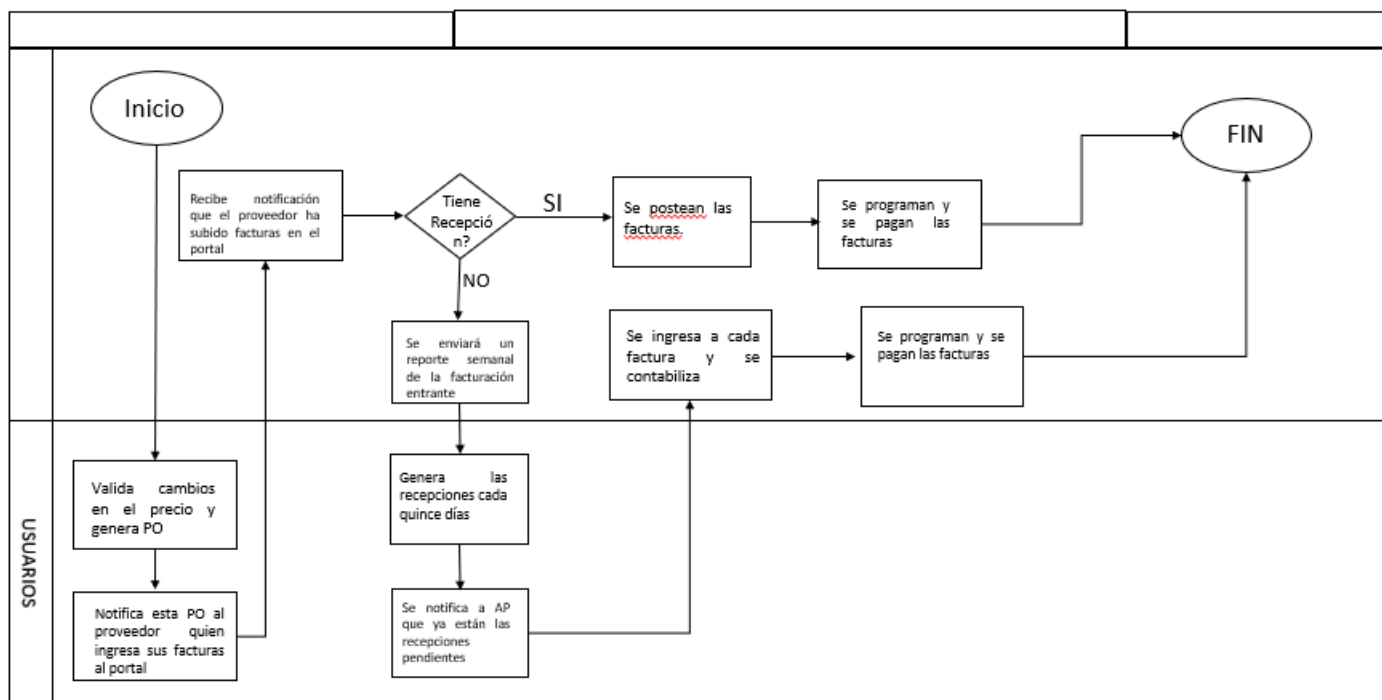 Inicio
FIN
Recibe notificación
que el proveedor ha
subido facturas en el
portal
Tiene
Recepció
n?
SI
Se postean las
facturas.
Se programan y
se pagan las
facturas
NO
Se enviará un
reporte semanal
de la facturación
entrante
Se ingresa a cada
factura y se
contabiliza
Se programan y se
pagan las facturas
USUARIOS
Valida cambios
en el precio y
genera PO
Genera las
recepciones cada
quince días
Notifica esta PO al
proveedor quien
ingresa sus facturas
al portal
Se notifica a AP
que ya están las
recepciones
pendientes